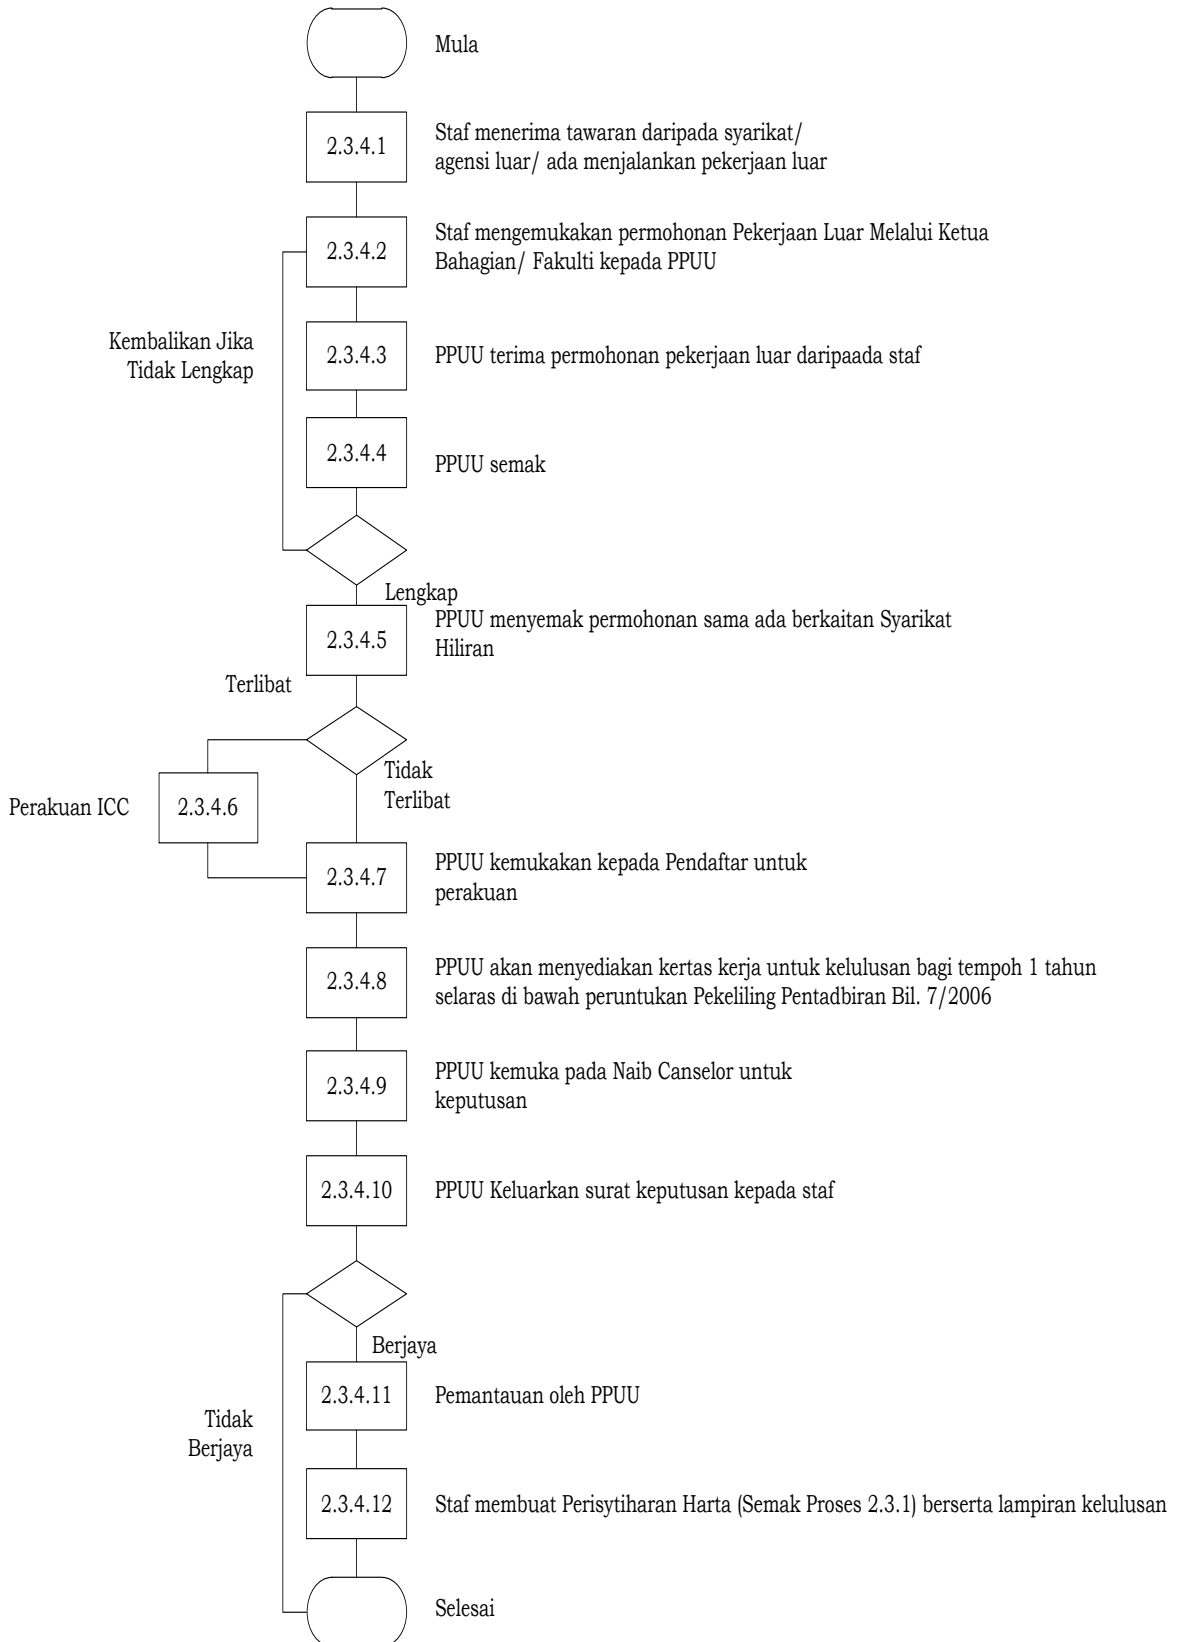 Mula
2.3.4.1
Staf menerima tawaran daripada syarikat/
agensi luar/ ada menjalankan pekerjaan luar
2.3.4.2
Staf mengemukakan permohonan Pekerjaan Luar Melalui Ketua
Bahagian/ Fakulti kepada PPUU
Kembalikan Jika
Tidak Lengkap
2.3.4.3
PPUU terima permohonan pekerjaan luar daripaada staf
2.3.4.4
PPUU semak
Lengkap
2.3.4.5
PPUU menyemak permohonan sama ada berkaitan Syarikat
Hiliran
Terlibat
Tidak
Terlibat
Perakuan ICC
2.3.4.6
2.3.4.7
PPUU kemukakan kepada Pendaftar untuk
perakuan
2.3.4.8
PPUU akan menyediakan kertas kerja untuk kelulusan bagi tempoh 1 tahun
selaras di bawah peruntukan Pekeliling Pentadbiran Bil. 7/2006
2.3.4.9
PPUU kemuka pada Naib Canselor untuk
keputusan
2.3.4.10
PPUU Keluarkan surat keputusan kepada staf
Berjaya
2.3.4.11
Pemantauan oleh PPUU
Tidak
Berjaya
2.3.4.12
Staf membuat Perisytiharan Harta (Semak Proses 2.3.1) berserta lampiran kelulusan
Selesai